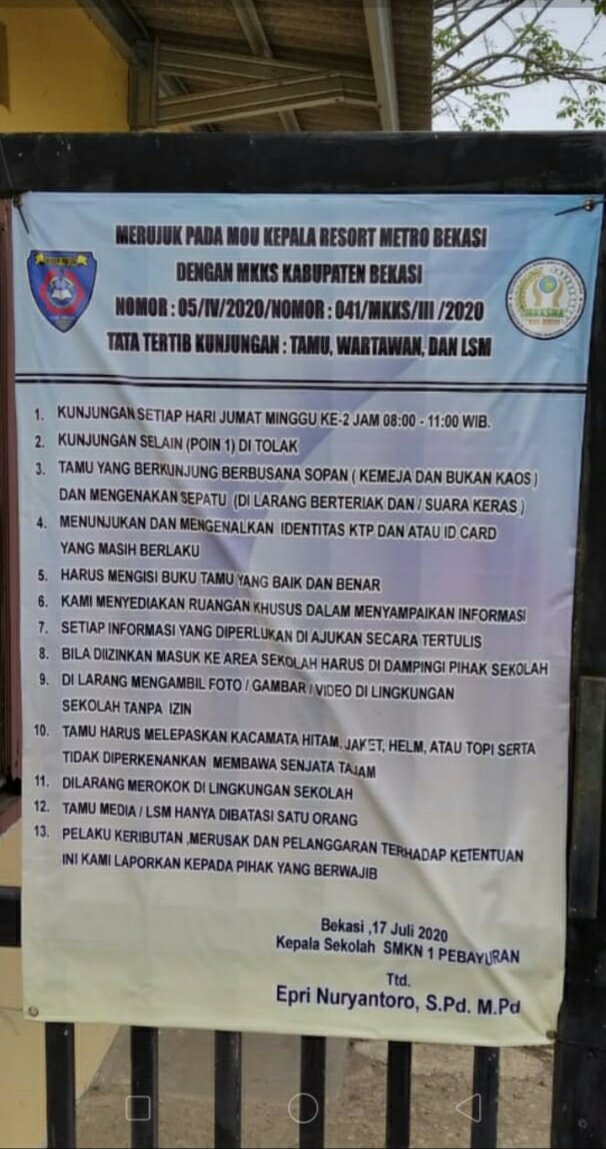 MERUJUK PADA MOU KEPALA RESORT METRO BEKASI
DENGAN MKKS KABUPATEN BEKASI
NOMOR : 05/IV/2020/NOMOR : 041/MKKS/III /2020
TATA TERTIB KUNJUNGAN : TAMU, WARTAWAN, DAN LSM
1. KUNJUNGAN SETIAP HARI JUMAT MINGGU KE-2 JAM 08:00 - 11:00 WIB.
2. KUNJUNGAN SELAIN (POIN 1) DI TOLAK
3. TAMU YANG BERKUNJUNG BERBUSANA SOPAN ( KEMEJA DAN BUKAN KAOS )
DAN MENGENAKAN SEPATU (DI LARANG BERTERIAK DAN / SUARA KERAS )
4. MENUNJUKAN DAN MENGENALKAN IDENTITAS KTP DAN ATAU ID CARD
YANG MASIH BERLAKU
5. HARUS MENGISI BUKU TAMU YANG BAIK DAN BENAR
6. KAMI MENYEDIAKAN RUANGAN KHUSUS DALAM MENYAMPAIKAN INFORMASI
7. SETIAP INFORMASI YANG DIPERLUKAN DI AJUKAN SECARA TERTULIS
8. BILA DIIZINKAN MASUK KE AREA SEKOLAH HARUS DI DAMPINGI PIHAK SEKOLAH
9. DI LARANG MENGAMBIL FOTO / GAMBAR / VIDEO DI LINGKUNGAN
SEKOLAH TANPA IZIN
10. TAMU HARUS MELEPASKAN KACAMATA HITAM, JAKET, HELM, ATAU TOPI SERTA
TIDAK DIPERKENANKAN MEMBAWA SENJATA TAJAM
11. DILARANG MEROKOK DI LINGKUNGAN SEKOLAH
12. TAMU MEDIA / LSM HANYA DIBATASI SATU ORANG
13. PELAKU KERIBUTAN ,MERUSAK DAN PELANGGARAN TERHADAP KETENTUAN
INI KAMI LAPORKAN KEPADA PIHAK YANG BERWAJIB
Bekasi ,17 Juli 2020
Kepala Sekolah SMKN 1 PEBAYURAN
Ttd.
Epri Nuryantoro, S.Pd. M.Pd